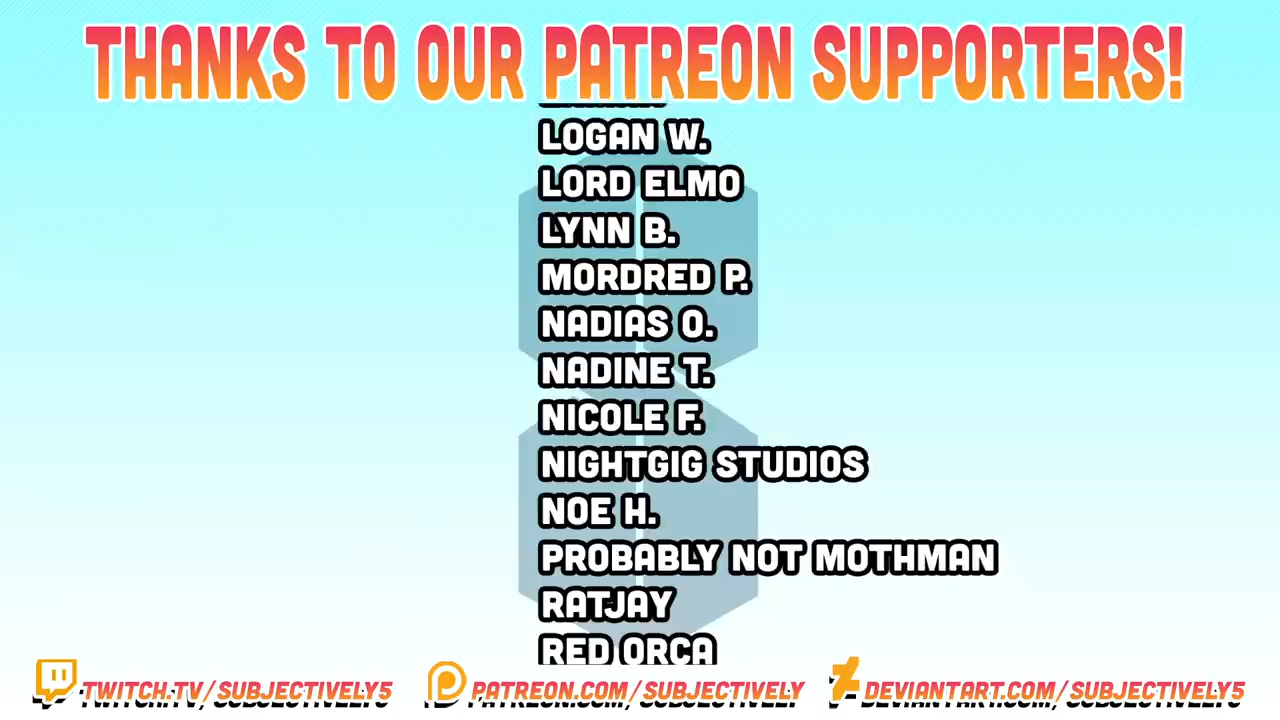 THANKS TO OUR PATREON SUPPORTERS!
LOGAN W.
LORD ELMO
LYNN B.
MORDRED P.
NADIAS O.
NADINE T.
NICOLE F.
NIGHTGIG STUDIOS
NOE H.
PROBABLY NOT MOTHMAN
RATJAY
RED ORCA
TWITCH.TV/SUBJECTIVELY5 PATREON.COM/SUBJECTIVELY DEVIANTART.COM/SUBJECTIVELY5